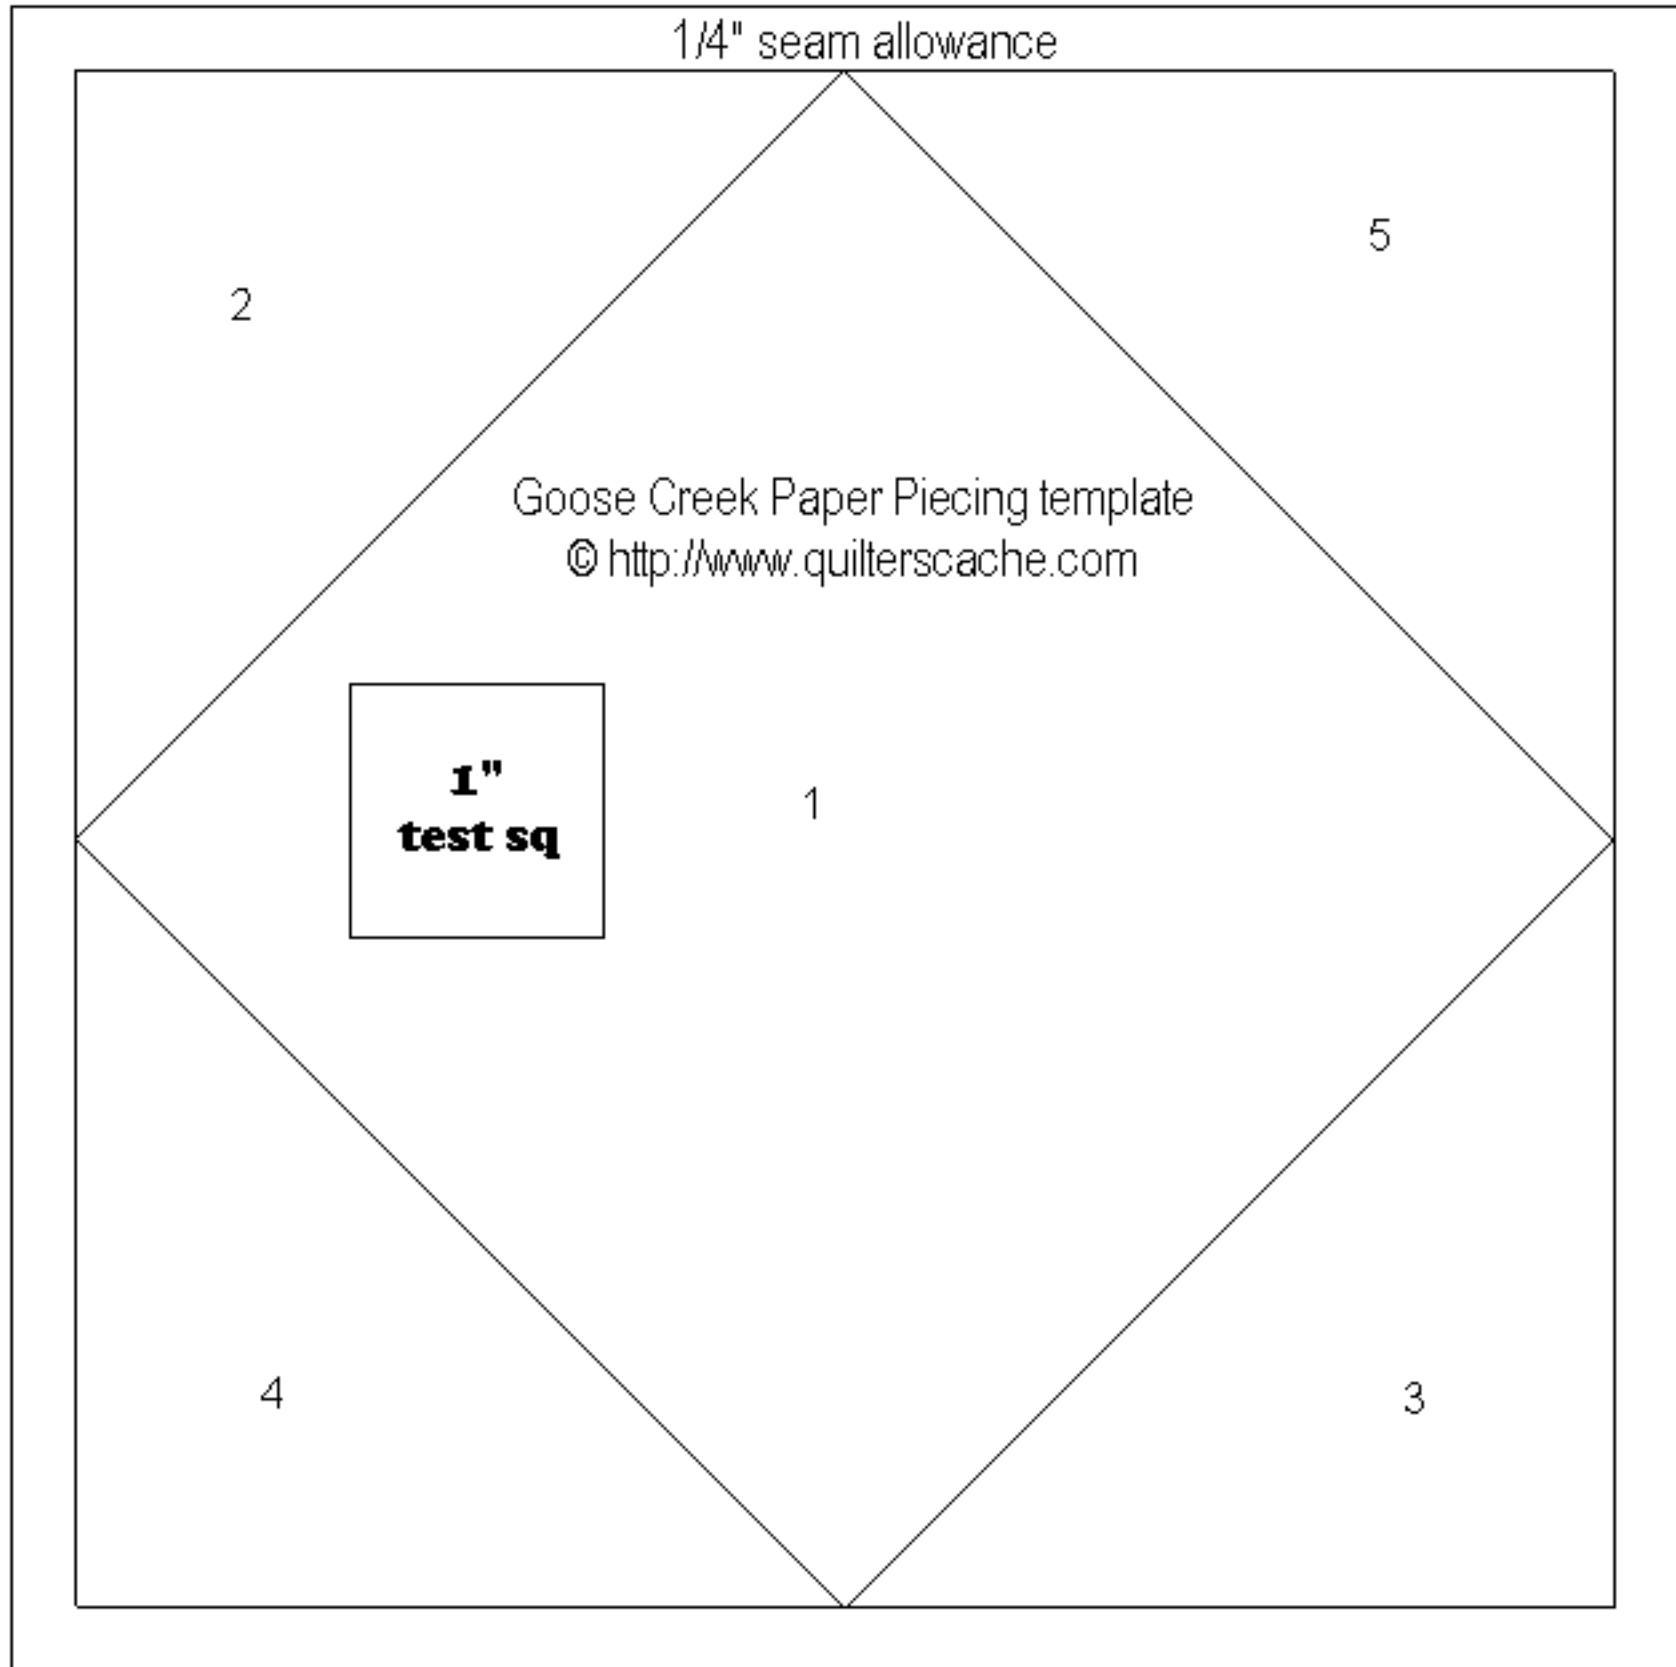 1/4" seam allowance
2
5
Goose Creek Paper Piecing template
© http://www.quilterscache.com
1"
test sq
1
4
3